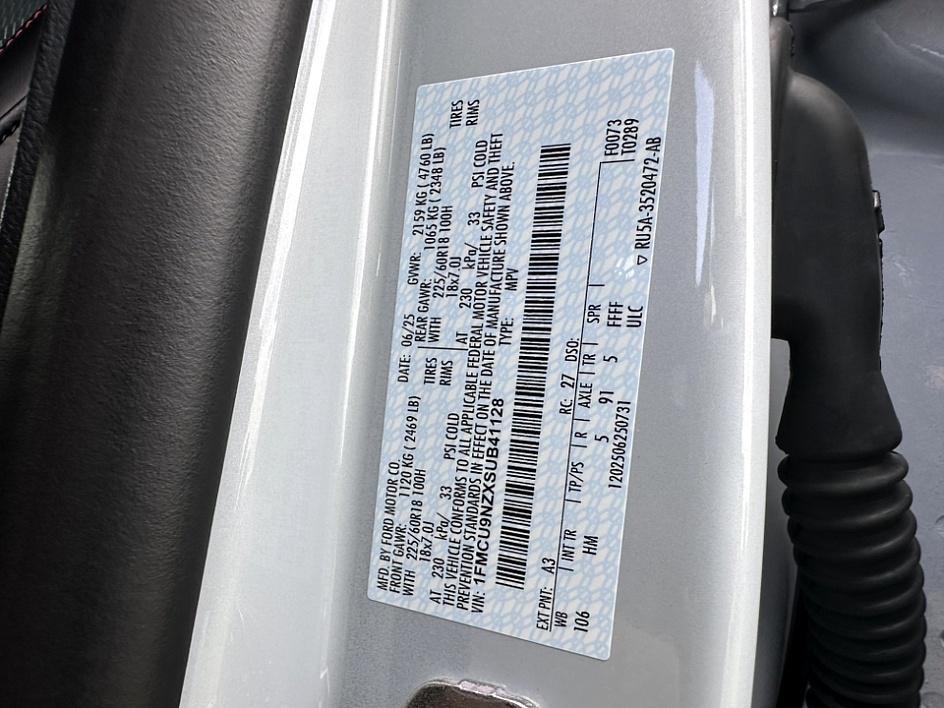 MFD. BY FORD MOTOR CO.
DATE: 06/25 GVWR: 2159 KG ( 4760 LB)
FRONT GAWR: 1120 KG ( 2469 LB) REAR GAWR: 1065 KG ( 2348 LB)
WITH 225/60R18 100H TIRES WITH 225/60R18 100H TIRES
18x7.0J RIMS 18x7.0J RIMS
AT 230 kPa/ 33 PSI COLD AT 230 kPa/ 33 PSI COLD
THIS VEHICLE CONFORMS TO ALL APPLICABLE FEDERAL MOTOR VEHICLE SAFETY AND THEFT
PREVENTION STANDARDS IN EFFECT ON THE DATE OF MANUFACTURE SHOWN ABOVE.
VIN: 1FMCU9NZXSUB41128 TYPE: MPV
EXT PNT: A3 RC: 27 DSO: F0073
WB INT TR TP/PS R AXLE TR SPR T0289
106 HM 5 91 5 FFFF
ULC
1202506250731 ▽ RU5A-3520472-AB